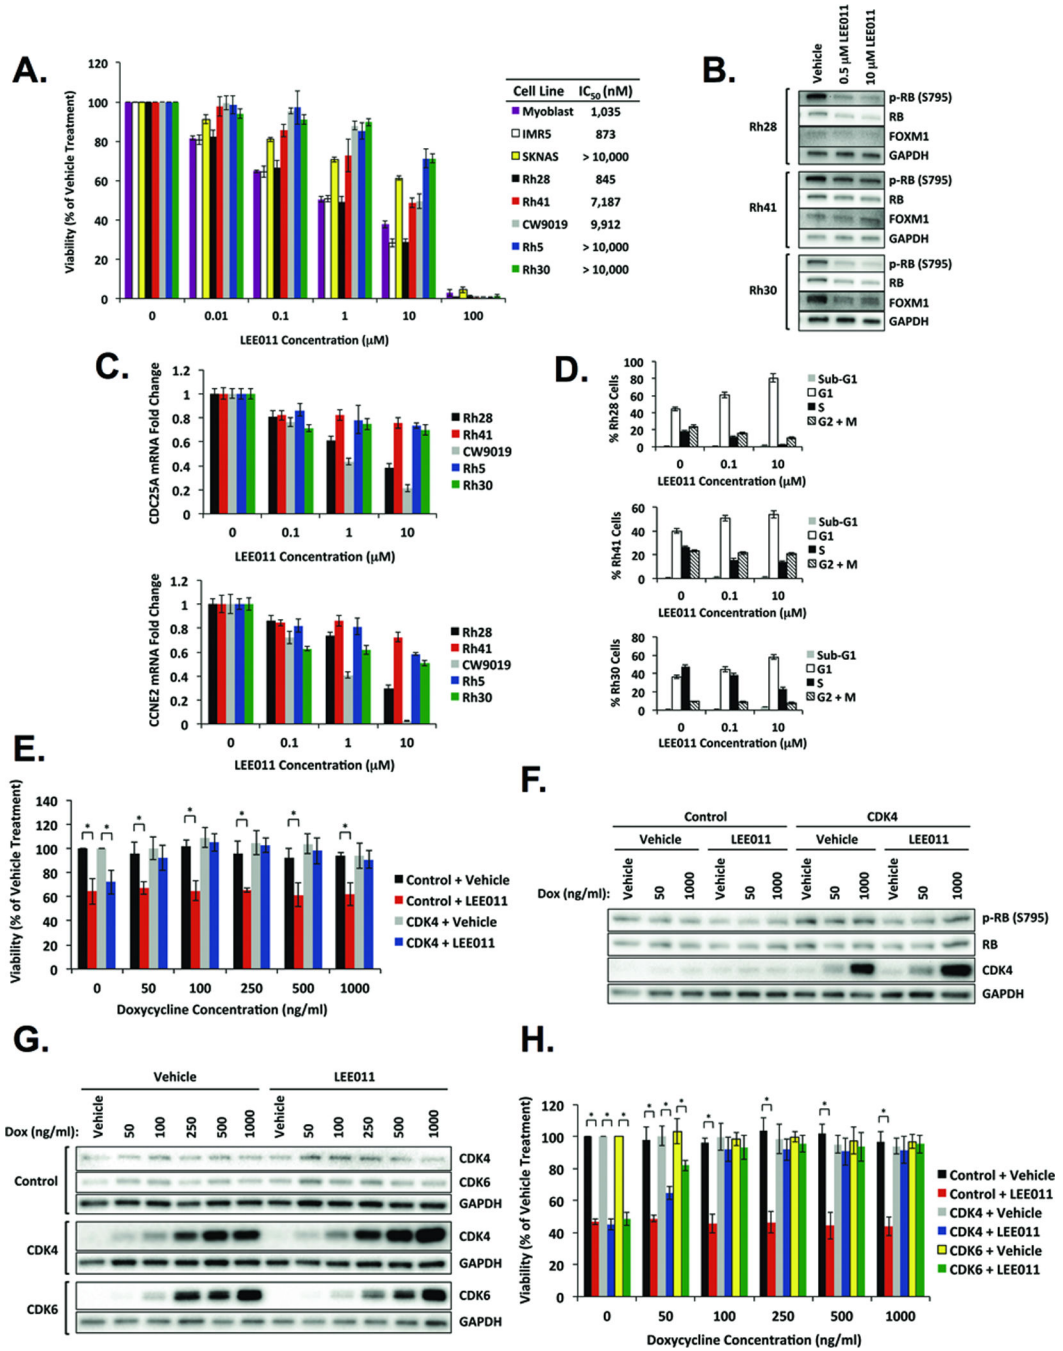 A.
120
100
80
60
40
20
0
Viability (% of Vehicle Treatment)
0 0.01 0.1 1 10 100
LEE011 Concentration (μM)
Cell Line IC50 (nM)
Myoblast 1,035
IMR5 873
SKNAS > 10,000
Rh28 845
Rh41 7,187
CW9019 9,912
Rh5 > 10,000
Rh30 > 10,000
B.
Vehicle
0.5 μM LEE011
10 μM LEE011
Rh28
p-RB (S795)
RB
FOXM1
GAPDH
Rh41
p-RB (S795)
RB
FOXM1
GAPDH
Rh30
p-RB (S795)
RB
FOXM1
GAPDH
C.
CDC25A mRNA Fold Change
1.2
1
0.8
0.6
0.4
0.2
0
0 0.1 1 10
LEE011 Concentration (μM)
Rh28
Rh41
CW9019
Rh5
Rh30
CCNE2 mRNA Fold Change
1.2
1
0.8
0.6
0.4
0.2
0
0 0.1 1 10
LEE011 Concentration (μM)
Rh28
Rh41
CW9019
Rh5
Rh30
D.
% Rh28 Cells
100
80
60
40
20
0
0 0.1 10
LEE011 Concentration (μM)
Sub-G1
G1
S
G2 + M
% Rh41 Cells
60
40
20
0
0 0.1 10
LEE011 Concentration (μM)
Sub-G1
G1
S
G2 + M
% Rh30 Cells
80
60
40
20
0
0 0.1 10
LEE011 Concentration (μM)
Sub-G1
G1
S
G2 + M
E.
Viability (% of Vehicle Treatment)
140
120
100
80
60
40
20
0
* * * * * * *
0 50 100 250 500 1000
Doxycycline Concentration (ng/ml)
Control + Vehicle
Control + LEE011
CDK4 + Vehicle
CDK4 + LEE011
F.
Control CDK4
Vehicle LEE011 Vehicle LEE011
Dox (ng/ml): Vehicle 50 1000 Vehicle 50 1000 Vehicle 50 1000 Vehicle 50 1000
p-RB (S795)
RB
CDK4
GAPDH
G.
Vehicle LEE011
Dox (ng/ml): Vehicle 50 100 250 500 1000 Vehicle 50 100 250 500 1000
Control
CDK4
CDK6
GAPDH
CDK4
CDK4
GAPDH
CDK6
CDK6
GAPDH
H.
Viability (% of Vehicle Treatment)
120
100
80
60
40
20
0
* * * * * * * * * *
0 50 100 250 500 1000
Doxycycline Concentration (ng/ml)
Control + Vehicle
Control + LEE011
CDK4 + Vehicle
CDK4 + LEE011
CDK6 + Vehicle
CDK6 + LEE011